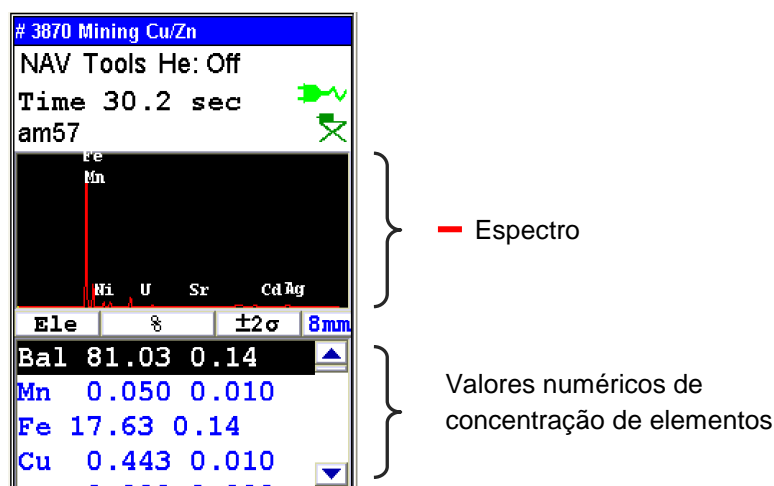 # 3870 Mining Cu/Zn
NAV Tools He: Off
Time 30.2 sec
am57
Fe
Mn
Ni U Sr Cd Ag
Espectro
Ele % ±2σ 8mm
Bal 81.03 0.14
Mn 0.050 0.010
Fe 17.63 0.14
Cu 0.443 0.010
Valores numéricos de
concentração de elementos